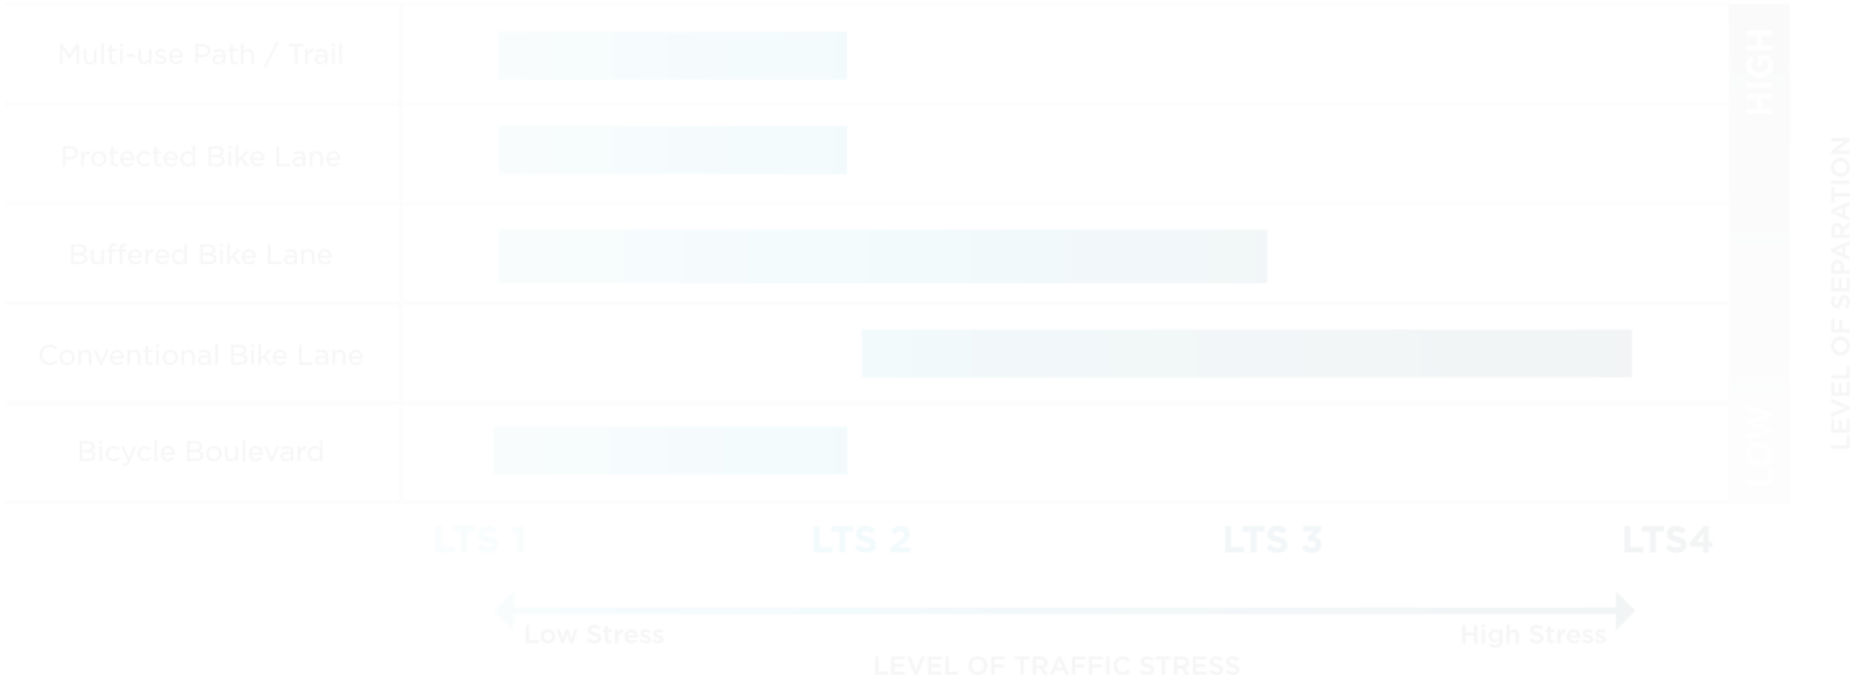 Multi-use Path / Trail
HIGH
Protected Bike Lane
Buffered Bike Lane
LEVEL OF SEPARATION
Conventional Bike Lane
Bicycle Boulevard
LOW
LTS 1
LTS 2
LTS 3
LTS4
Low Stress
High Stress
LEVEL OF TRAFFIC STRESS